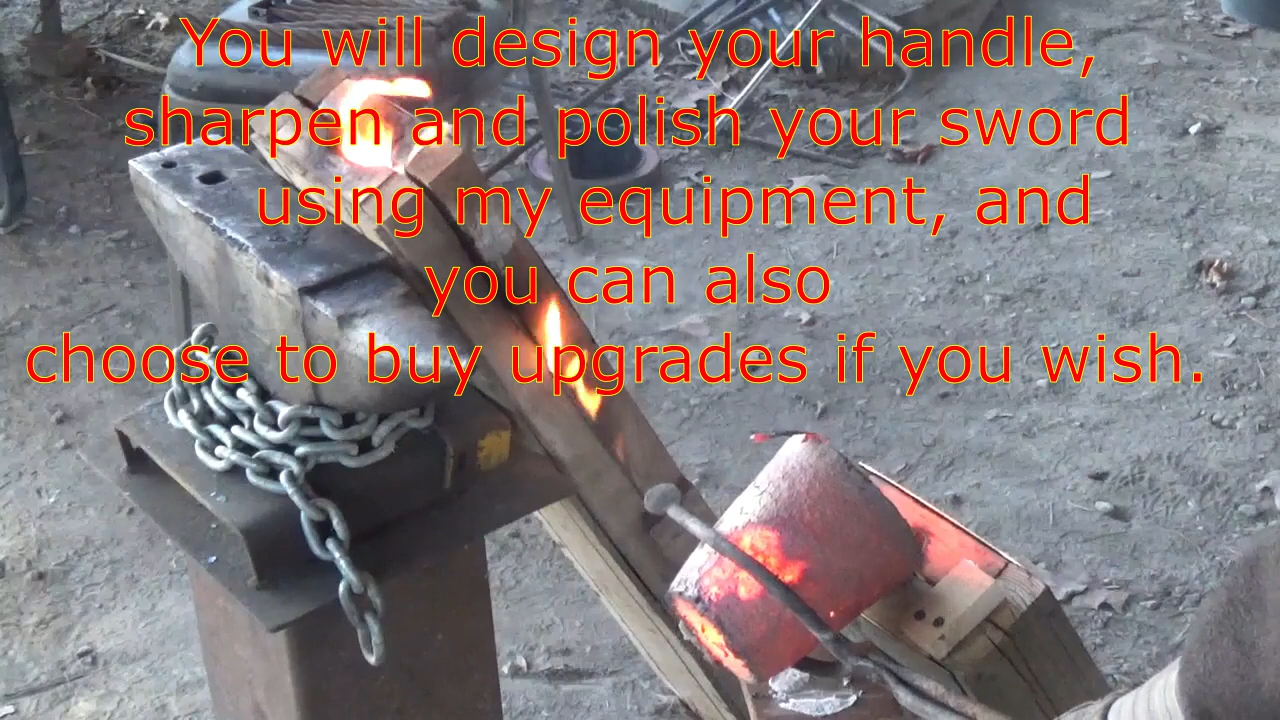 You will design your handle,
sharpen and polish your sword
using my equipment, and
you can also
choose to buy upgrades if you wish.